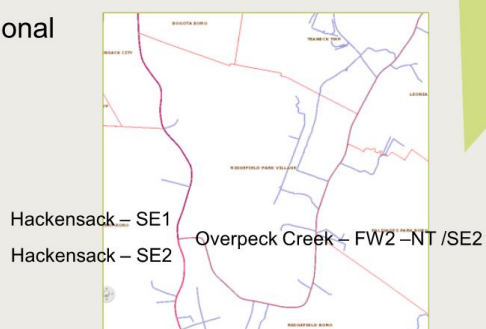 onal
BOGOTA BORO
TEANECK TWP
LEONIA
RIDGEFIELD PARK VILLAGE
Hackensack – SE1
Overpeck Creek – FW2 –NT /SE2
Hackensack – SE2
RIDGEFIELD BORO